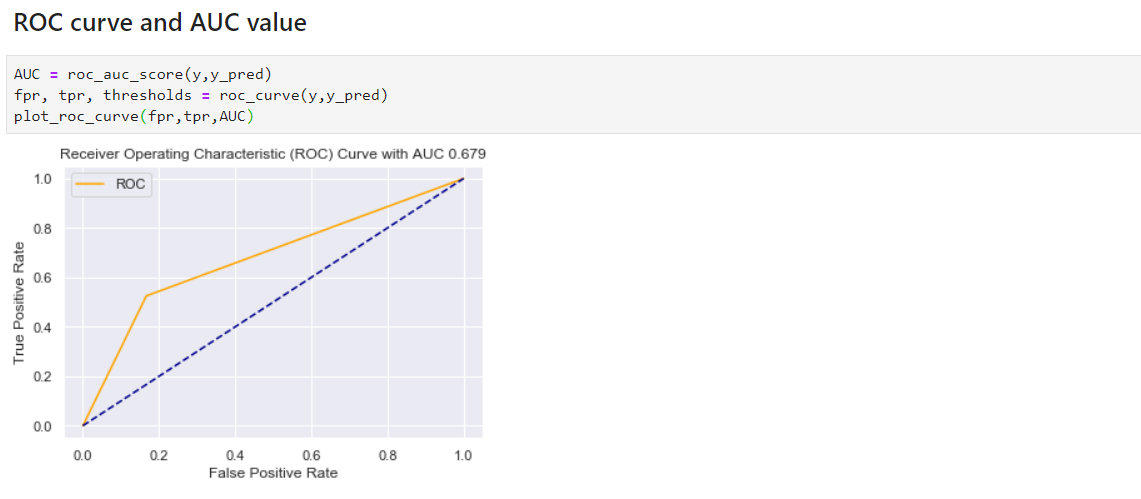 ROC curve and AUC value
AUC = roc_auc_score(y,y_pred)
fpr, tpr, thresholds = roc_curve(y,y_pred)
plot_roc_curve(fpr,tpr,AUC)
Receiver Operating Characteristic (ROC) Curve with AUC 0.679
ROC
1.0
0.8
0.6
0.4
0.2
0.0
True Positive Rate
0.0 0.2 0.4 0.6 0.8 1.0
False Positive Rate